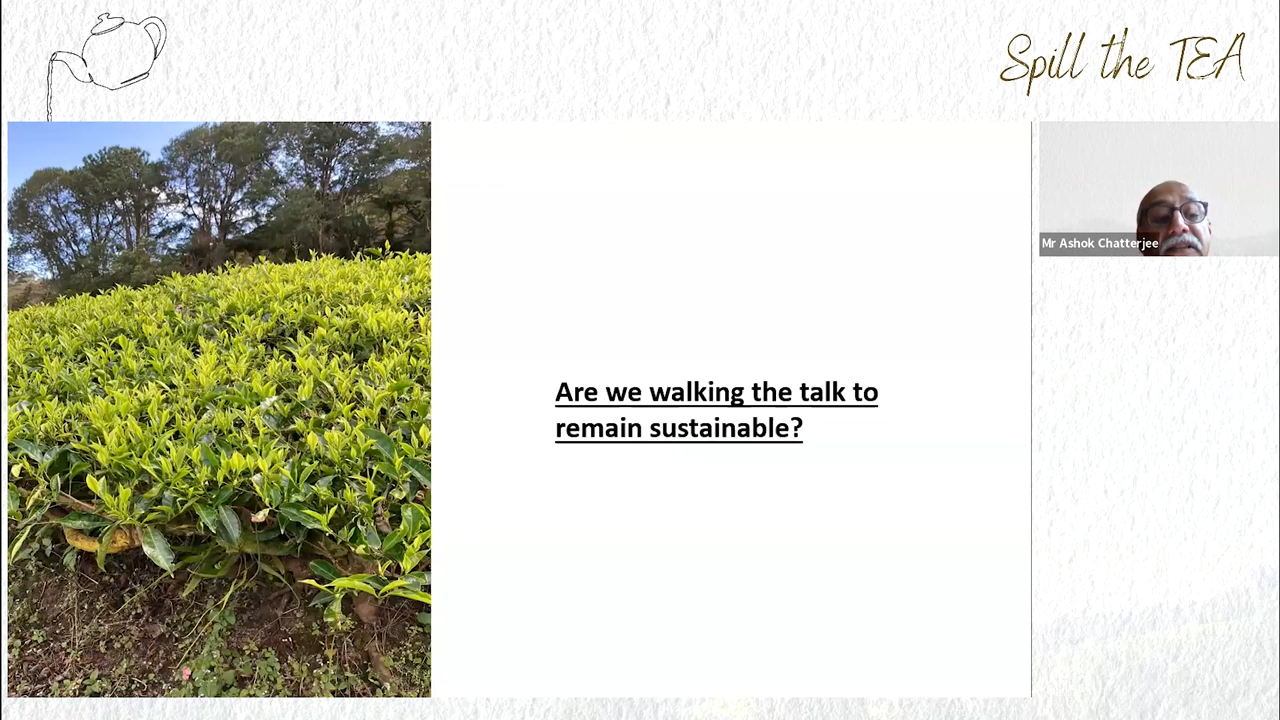 Spill the TEA
Mr Ashok Chatterjee
Are we walking the talk to
remain sustainable?